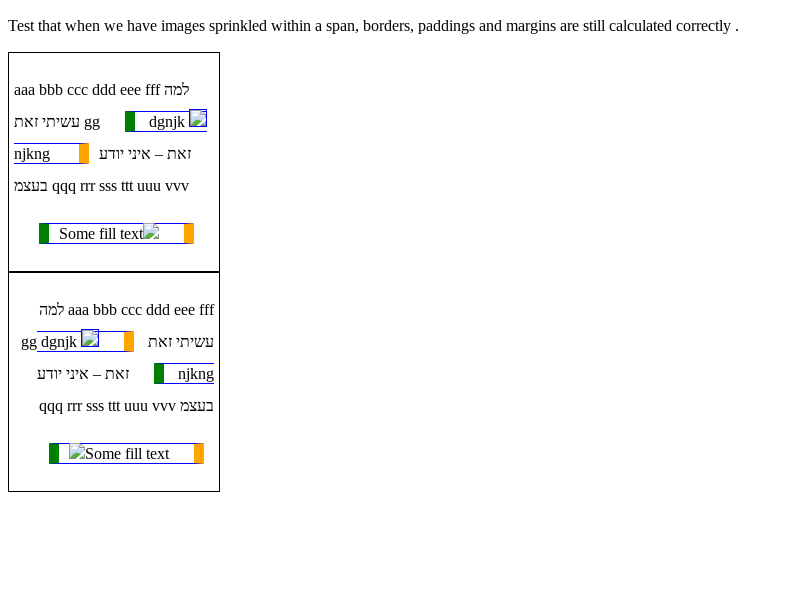 Test that when we have images sprinkled within a span, borders, paddings and margins are still calculated correctly .
aaa bbb ccc ddd eee fff למה
עשיתי זאת gg dgnjk
njkng זאת – איני יודע
בעצמ qqq rrr sss ttt uuu vvv
Some fill text
למה aaa bbb ccc ddd eee fff
gg dgnjk עשיתי זאת
זאת – איני יודע njkng
qqq rrr sss ttt uuu vvv בעצמ
Some fill text